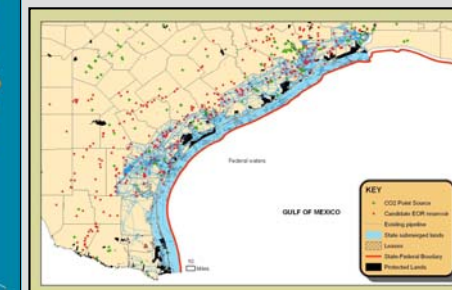 Federal waters
GULF OF MEXICO
KEY
CO2 Point Source
Candidate EOR reservoir
Existing pipeline
State submerged lands
Leases
State-Federal Boundary
Protected Lands
Miles